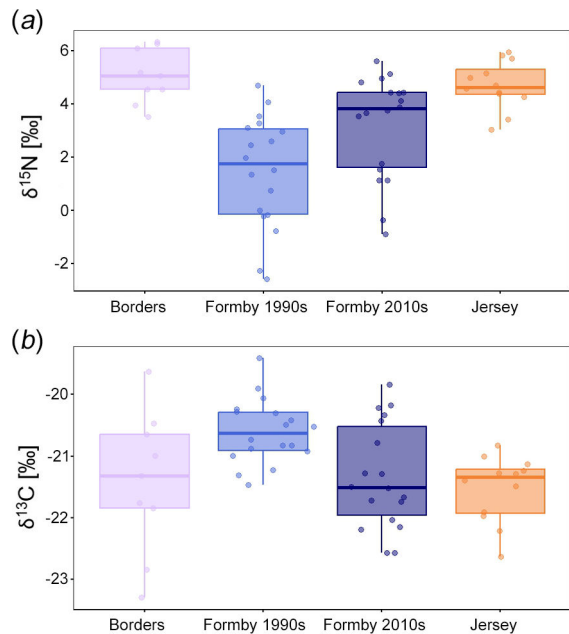 (a)
δ15N [‰]
6
4
2
0
-2
Borders Formby 1990s Formby 2010s Jersey
(b)
δ13C [‰]
-20
-21
-22
-23
Borders Formby 1990s Formby 2010s Jersey